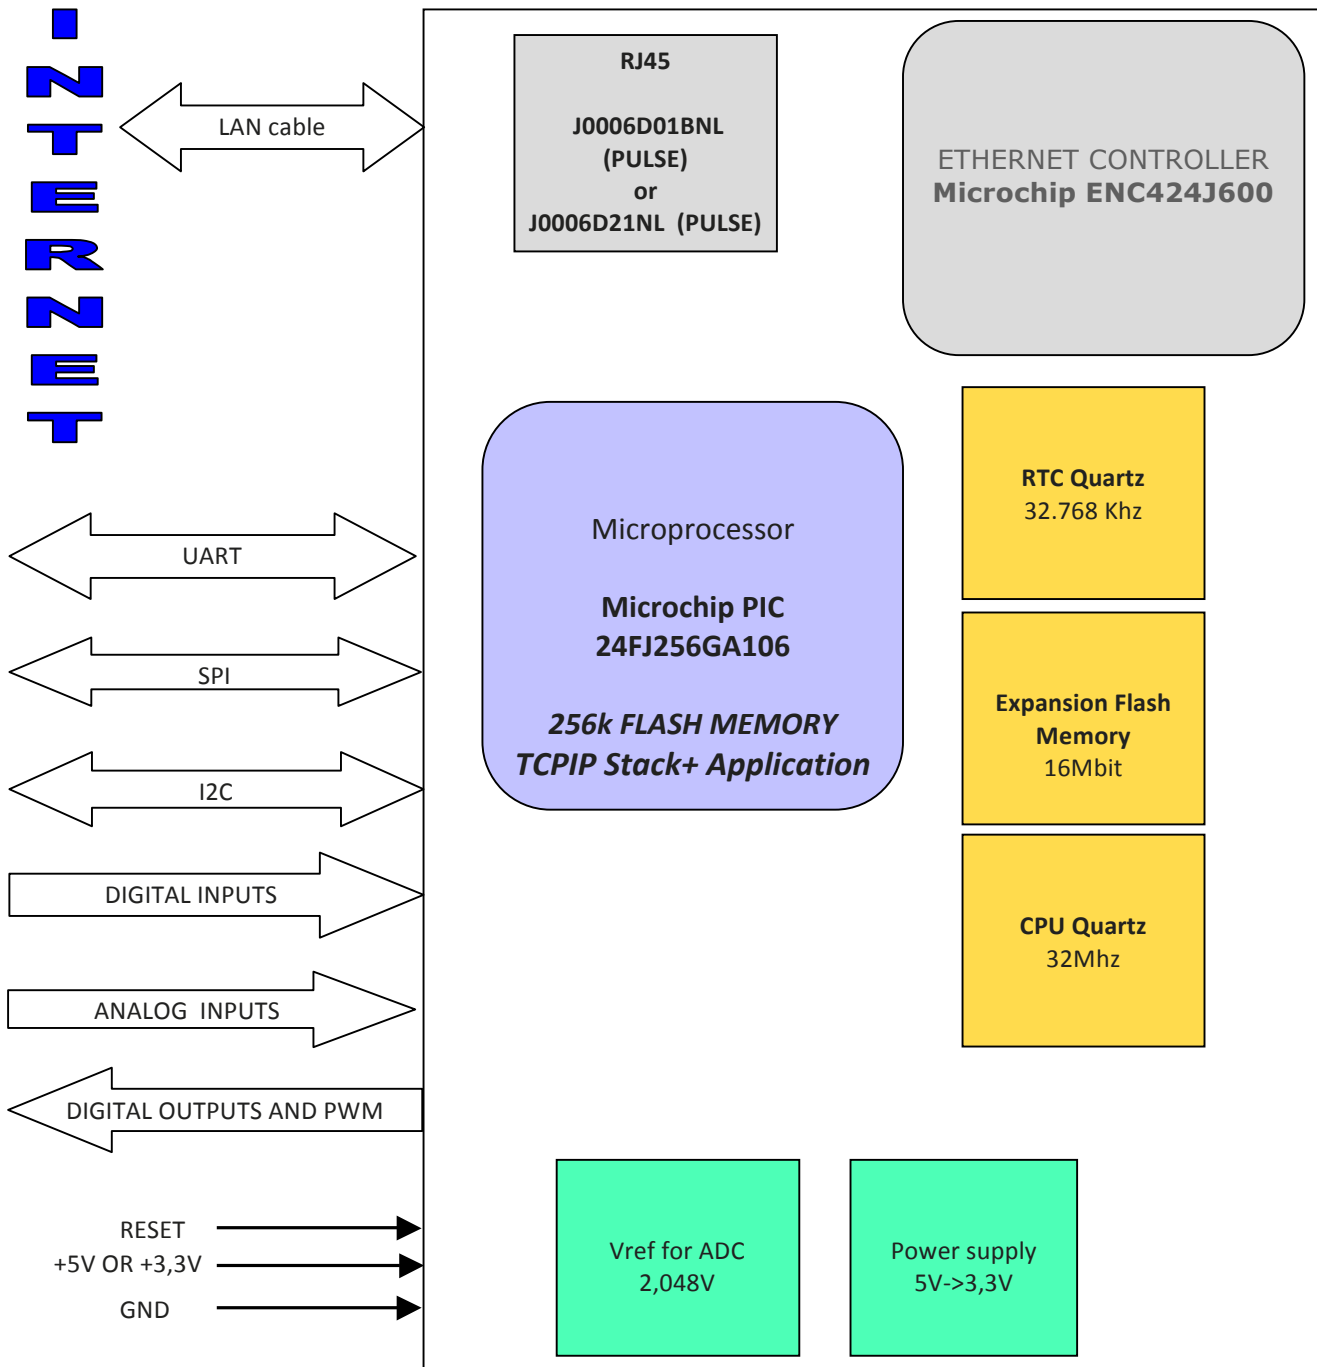 INTERNET
LAN cable
RJ45
J0006D01BNL
(PULSE)
or
J0006D21NL (PULSE)
ETHERNET CONTROLLER
Microchip ENC424J600
UART
SPI
I2C
DIGITAL INPUTS
ANALOG INPUTS
DIGITAL OUTPUTS AND PWM
RESET
+5V OR +3,3V
GND
Microprocessor
Microchip PIC
24FJ256GA106
256k FLASH MEMORY
TCPIP Stack+ Application
RTC Quartz
32.768 Khz
Expansion Flash
Memory
16Mbit
CPU Quartz
32Mhz
Vref for ADC
2,048V
Power supply
5V->3,3V